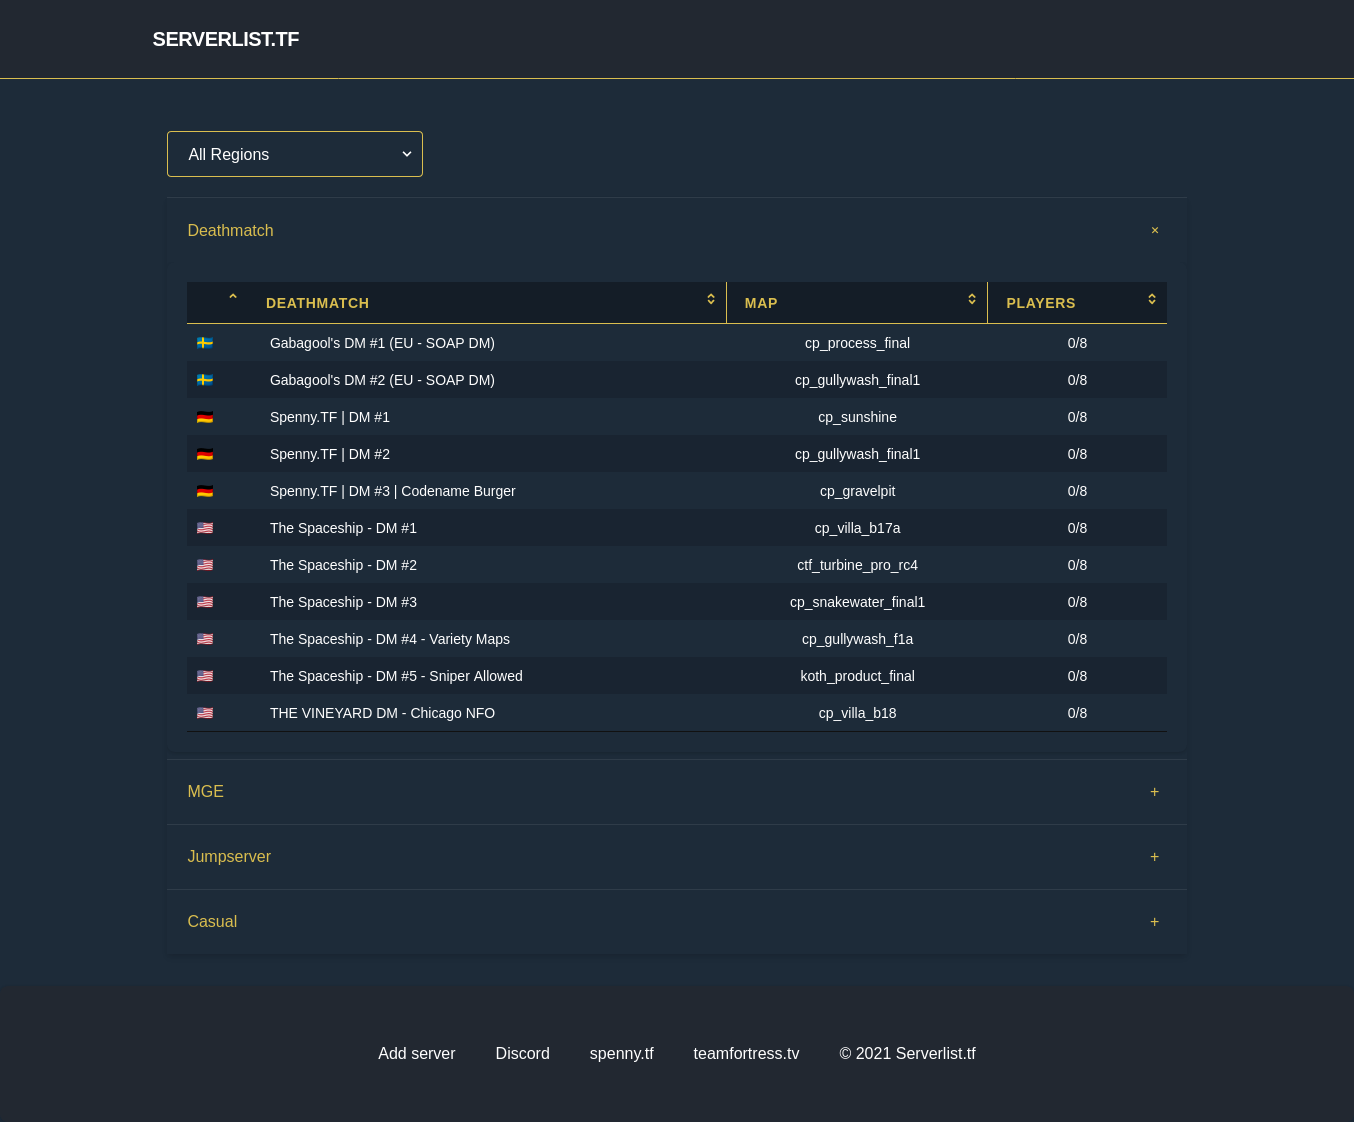 SERVERLIST.TF
All Regions
Deathmatch ×
DEATHMATCH MAP PLAYERS
Gabagool's DM #1 (EU - SOAP DM) cp_process_final 0/8
Gabagool's DM #2 (EU - SOAP DM) cp_gullywash_final1 0/8
Spenny.TF | DM #1 cp_sunshine 0/8
Spenny.TF | DM #2 cp_gullywash_final1 0/8
Spenny.TF | DM #3 | Codename Burger cp_gravelpit 0/8
The Spaceship - DM #1 cp_villa_b17a 0/8
The Spaceship - DM #2 ctf_turbine_pro_rc4 0/8
The Spaceship - DM #3 cp_snakewater_final1 0/8
The Spaceship - DM #4 - Variety Maps cp_gullywash_f1a 0/8
The Spaceship - DM #5 - Sniper Allowed koth_product_final 0/8
THE VINEYARD DM - Chicago NFO cp_villa_b18 0/8
MGE +
Jumpserver +
Casual +
Add server Discord spenny.tf teamfortress.tv © 2021 Serverlist.tf